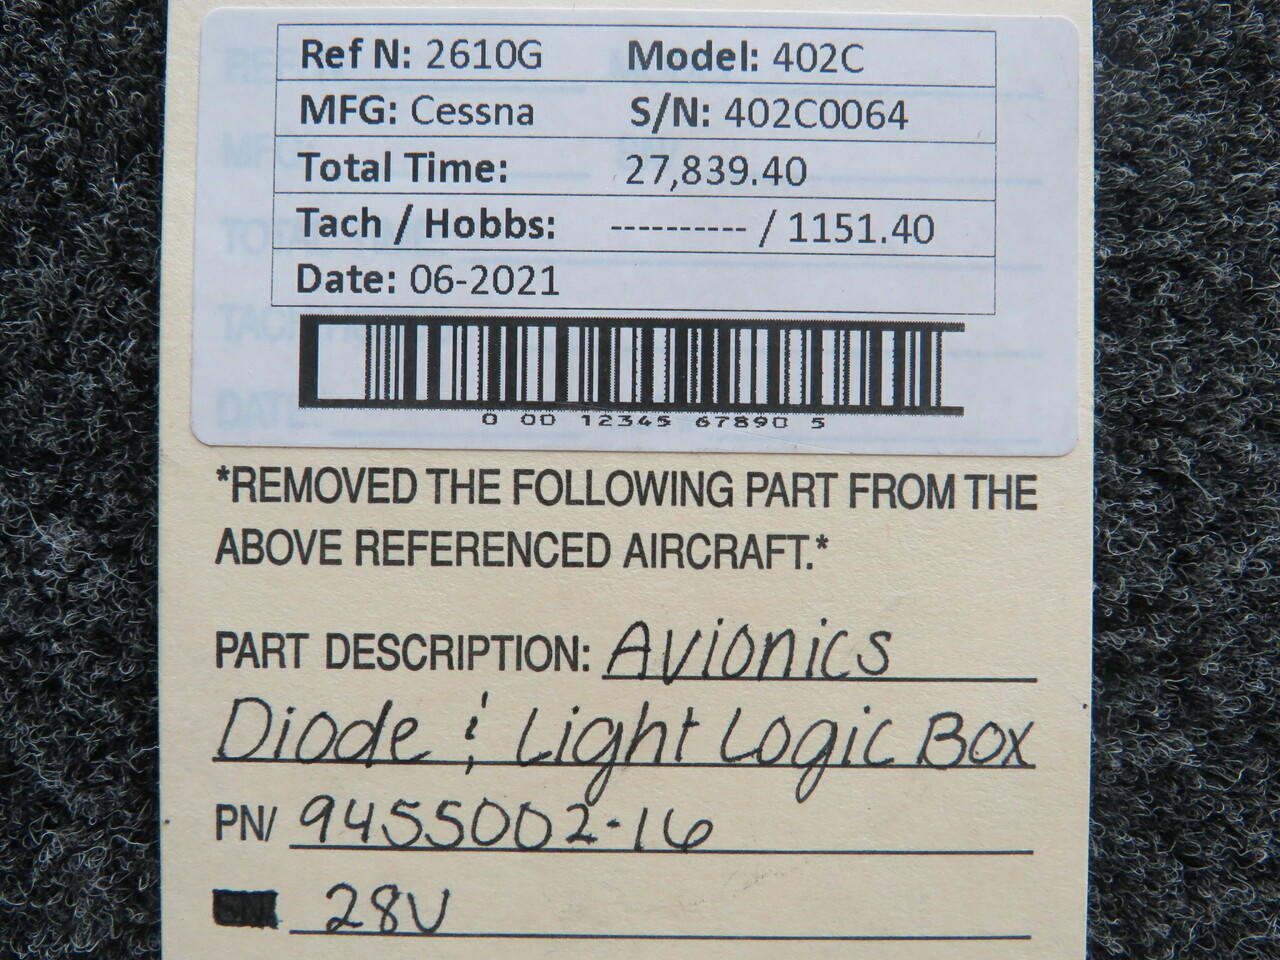 Ref N: 2610G Model: 402C
MFG: Cessna S/N: 402C0064
Total Time: 27,839.40
Tach / Hobbs: ---------- / 1151.40
Date: 06-2021
0 00 12345 67890 5
*REMOVED THE FOLLOWING PART FROM THE
ABOVE REFERENCED AIRCRAFT.*
PART DESCRIPTION: Avionics
Diode & Light Logic Box
PN/ 9455002-16
28V